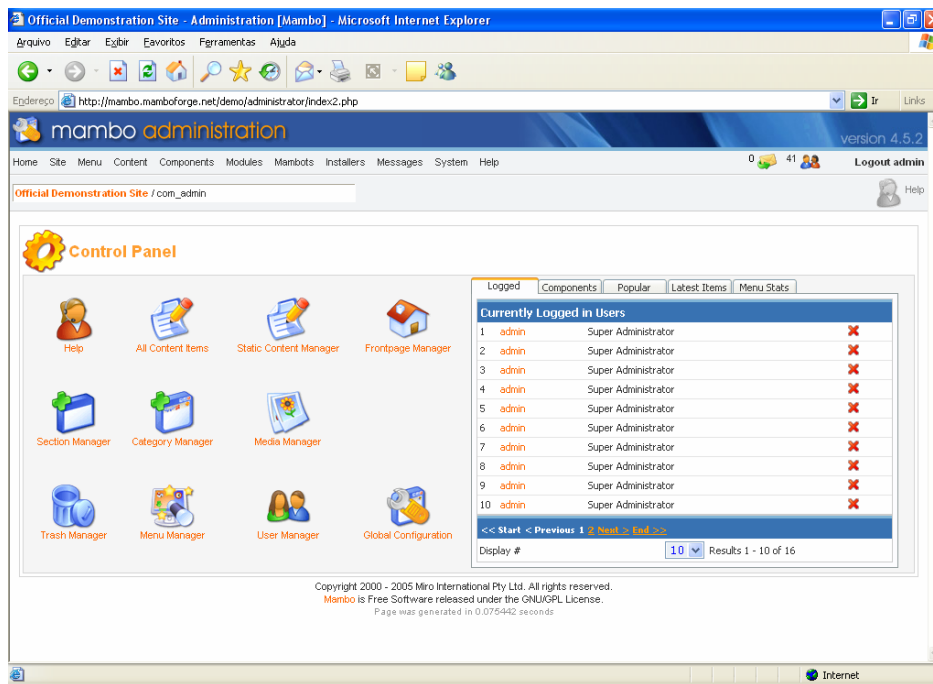 Official Demonstration Site - Administration [Mambo] - Microsoft Internet Explorer
Arquivo Editar Exibir Favoritos Ferramentas Ajuda
Endereço http://mambo.mamboforge.net/demo/administrator/index2.php Ir Links
mambo administration
version 4.5.2
Home Site Menu Content Components Modules Mambots Installers Messages System Help 0 41 Logout admin
Official Demonstration Site / com_admin Help
Control Panel
Help All Content Items Static Content Manager Frontpage Manager
Section Manager Category Manager Media Manager
Trash Manager Menu Manager User Manager Global Configuration
Logged Components Popular Latest Items Menu Stats
Currently Logged in Users
1 admin Super Administrator
2 admin Super Administrator
3 admin Super Administrator
4 admin Super Administrator
5 admin Super Administrator
6 admin Super Administrator
7 admin Super Administrator
8 admin Super Administrator
9 admin Super Administrator
10 admin Super Administrator
<< Start < Previous 1 2 Next > End >>
Display # 10 Results 1 - 10 of 16
Copyright 2000 - 2005 Miro International Pty Ltd. All rights reserved.
Mambo is Free Software released under the GNU/GPL License.
Page was generated in 0.075442 seconds
Internet